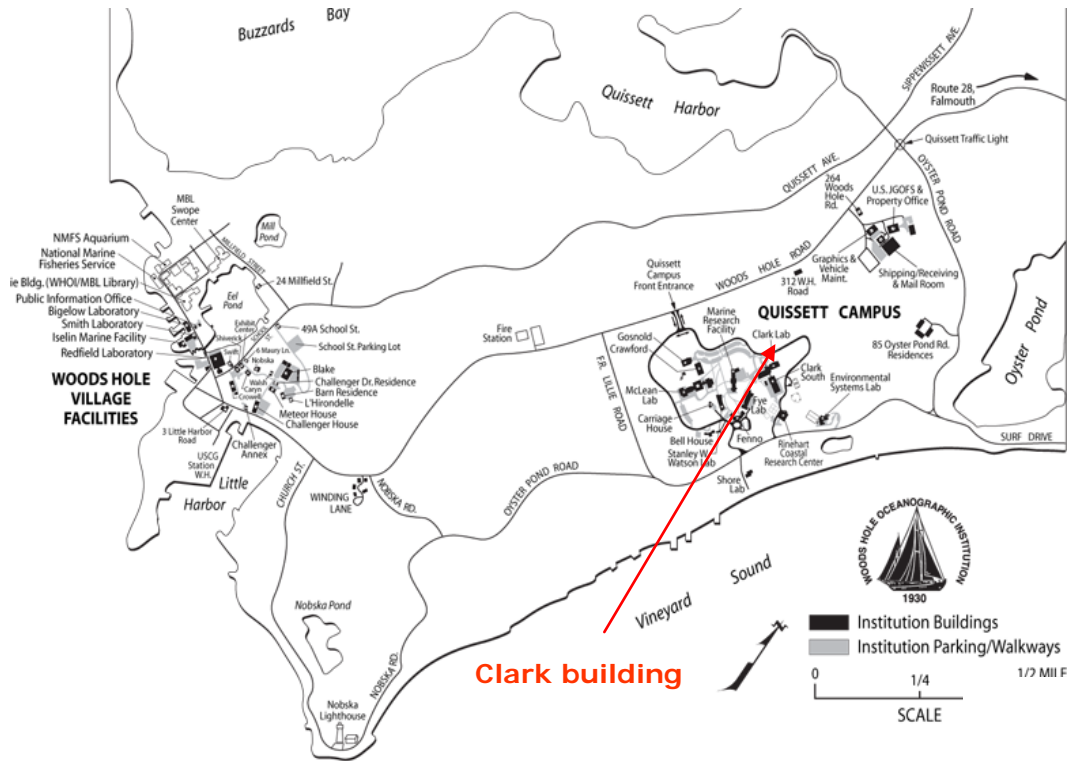 Buzzards Bay
Quissett Harbor
SIPPEWISSETT AVE.
Route 28,
Falmouth
Quissett Traffic Light
QUISSETT AVE.
OYSTER POND ROAD
264
Woods
Hole
Rd.
U.S. JGOFS &
Property Office
MBL
Swope
Center
Mill
Pond
NMFS Aquarium
National Marine
Fisheries Service
MILLFIELD STREET
ie Bldg. (WHOI/MBL Library)
24 Millfield St.
Public Information Office
Eel
Pond
Bigelow Laboratory
Smith Laboratory
Iselin Marine Facility
Redfield Laboratory
Exhibit
Center
Shiverick
Swift
SCHOOL
49A School St.
School St. Parking Lot
6 Maury Ln.
Nobska
Walsh
Caryn
Crowell
Blake
Challenger Dr. Residence
Barn Residence
L'Hirondelle
Meteor House
Challenger House
WOODS HOLE
VILLAGE
FACILITIES
3 Little Harbor
Road
USCG
Station
W.H.
Challenger
Annex
Little
Harbor
CHURCH ST.
WINDING
LANE
NOBSKA RD.
OYSTER POND ROAD
Fire
Station
F.R. LILLIE ROAD
Quissett
Campus
Front Entrance
WOODS HOLE ROAD
312 W.H.
Road
Graphics &
Vehicle
Maint.
Shipping/Receiving
& Mail Room
QUISSETT CAMPUS
Marine
Research
Facility
Clark Lab
Gosnold
Crawford
McLean
Lab
Carriage
House
Bell House
Stanley W.
Watson Lab
Fye
Lab
Fenno
Clark
South
Rinehart
Coastal
Research Center
Environmental
Systems Lab
85 Oyster Pond Rd.
Residences
Oyster Pond
SURF DRIVE
Shore
Lab
Vineyard Sound
Nobska Pond
NOBSKA RD.
Nobska
Lighthouse
Clark building
WOODS HOLE OCEANOGRAPHIC INSTITUTION
1930
Institution Buildings
Institution Parking/Walkways
0 1/4 1/2 MILE
SCALE
N